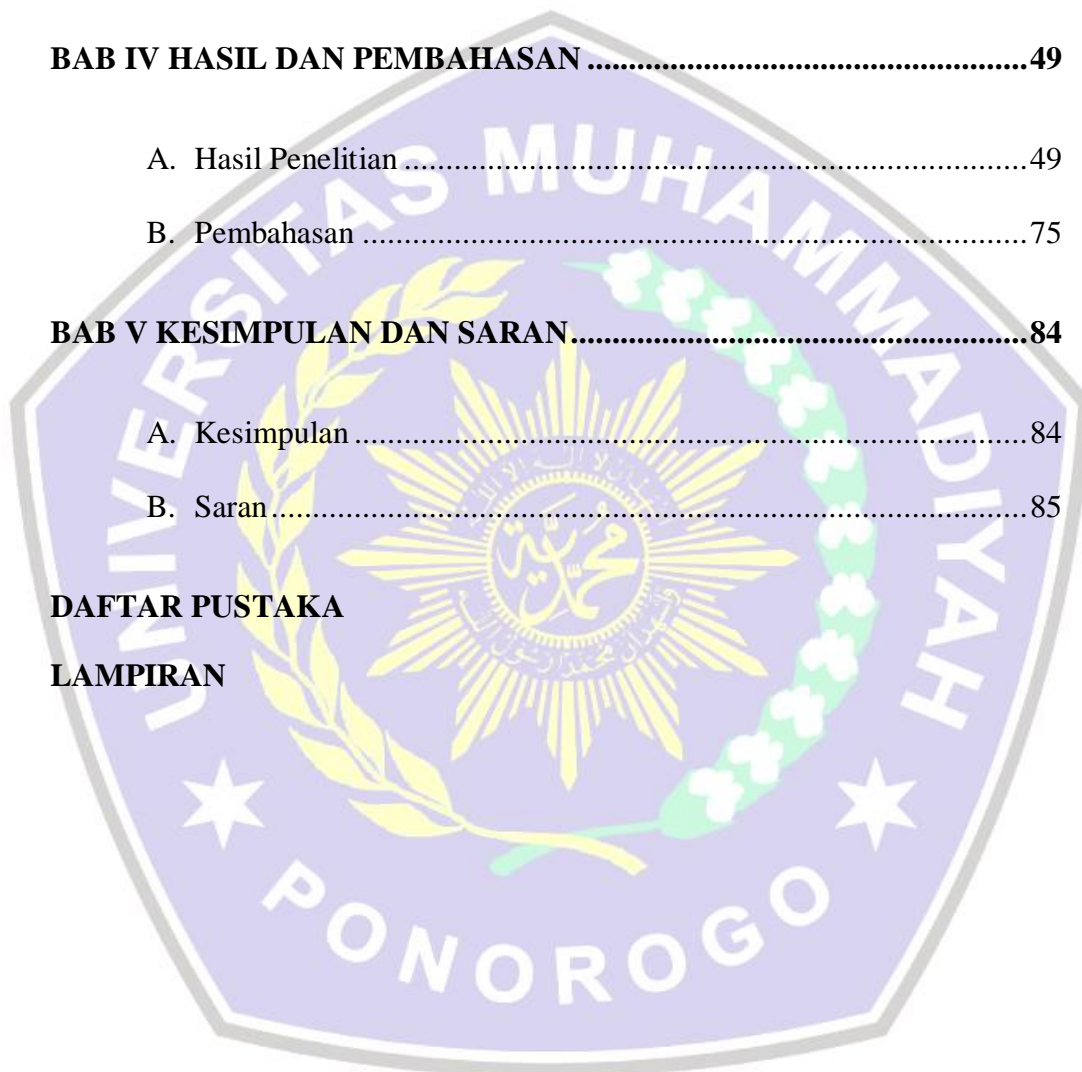 BAB IV HASIL DAN PEMBAHASAN ..................................................... 49
A. Hasil Penelitian ........................................................................... 49
B. Pembahasan ................................................................................ 75
BAB V KESIMPULAN DAN SARAN ....................................................... 84
A. Kesimpulan ................................................................................. 84
B. Saran ........................................................................................... 85
DAFTAR PUSTAKA
LAMPIRAN
UNIVERSITAS MUHAMMADIYAH
PONOROGO
محمدية